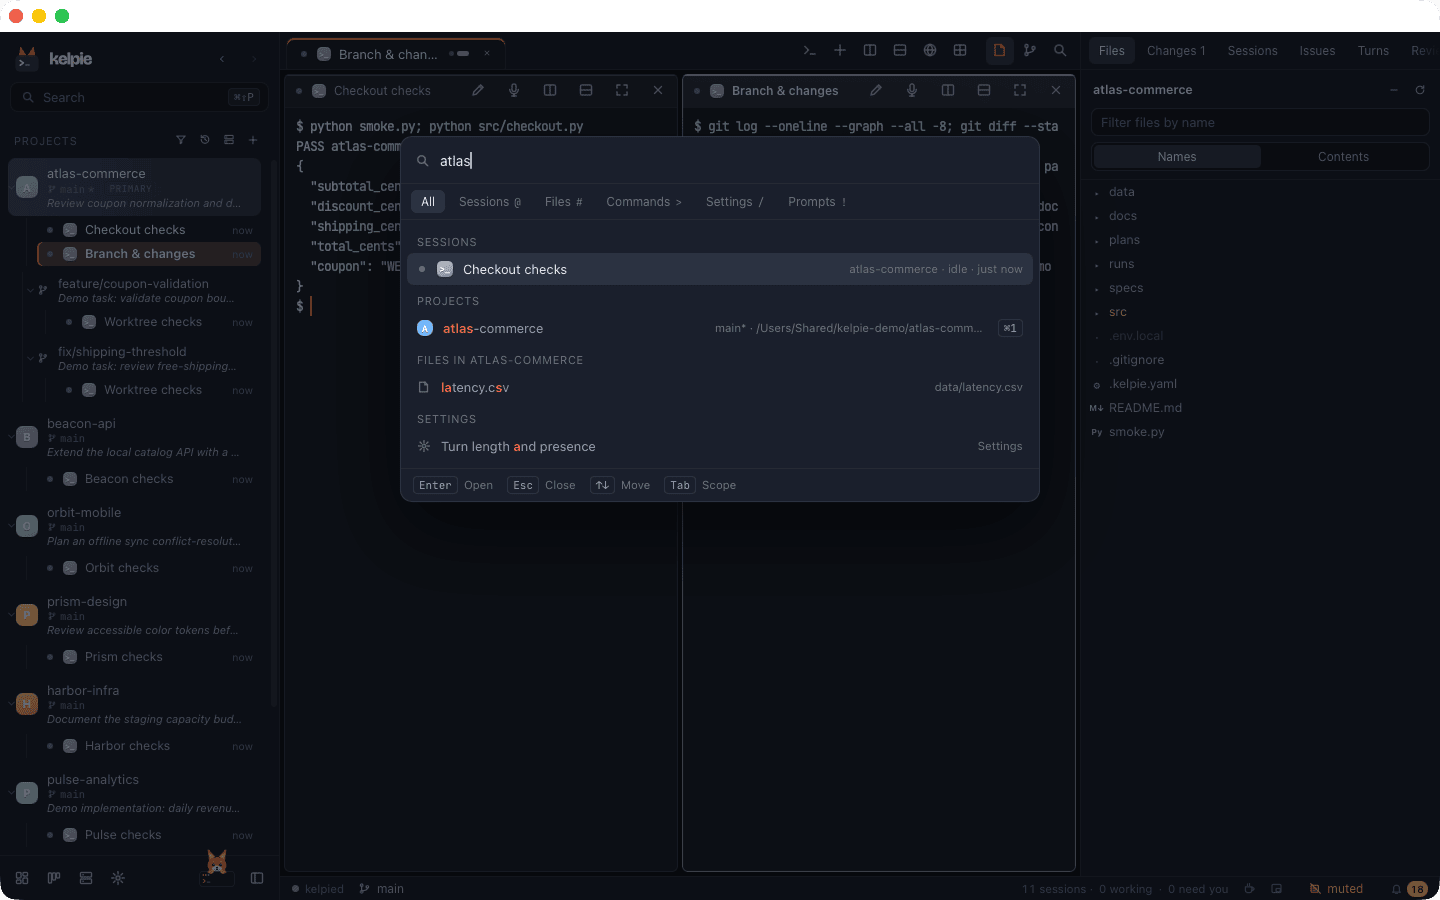 kelpie
Search
⌘⇧P
PROJECTS
atlas-commerce
main* PRIMARY
Review coupon normalization and d...
Checkout checks now
Branch & changes now
feature/coupon-validation
Demo task: validate coupon bou...
Worktree checks now
fix/shipping-threshold
Demo task: review free-shipping...
Worktree checks now
B
beacon-api
main
Extend the local catalog API with a ...
Beacon checks now
orbit-mobile
main
Plan an offline sync conflict-resolut...
Orbit checks now
P
prism-design
main
Review accessible color tokens bef...
Prism checks now
H
harbor-infra
main
Document the staging capacity bud...
Harbor checks now
P
pulse-analytics
main
Demo implementation: daily revenu...
Pulse checks now
Branch & chan...
Checkout checks
$ python smoke.py; python src/checkout.py
PASS atlas-comm
{
"subtotal_cen
"discount_cen
"shipping_cen
"total_cents"
"coupon": "WE
}
$
Branch & changes
$ git log --oneline --graph --all -8; git diff --sta
pa
doc
con
mo
atlas
All Sessions @ Files # Commands > Settings / Prompts !
SESSIONS
Checkout checks atlas-commerce · idle · just now
PROJECTS
A atlas-commerce main* · /Users/Shared/kelpie-demo/atlas-comm... ⌘1
FILES IN ATLAS-COMMERCE
latency.csv data/latency.csv
SETTINGS
Turn length and presence Settings
Enter Open Esc Close ↑↓ Move Tab Scope
Files Changes 1 Sessions Issues Turns Revi
atlas-commerce
Filter files by name
Names Contents
data
docs
plans
runs
specs
src
.env.local
.gitignore
.kelpie.yaml
M↓ README.md
Py smoke.py
kelpied main
11 sessions · 0 working · 0 need you muted 18